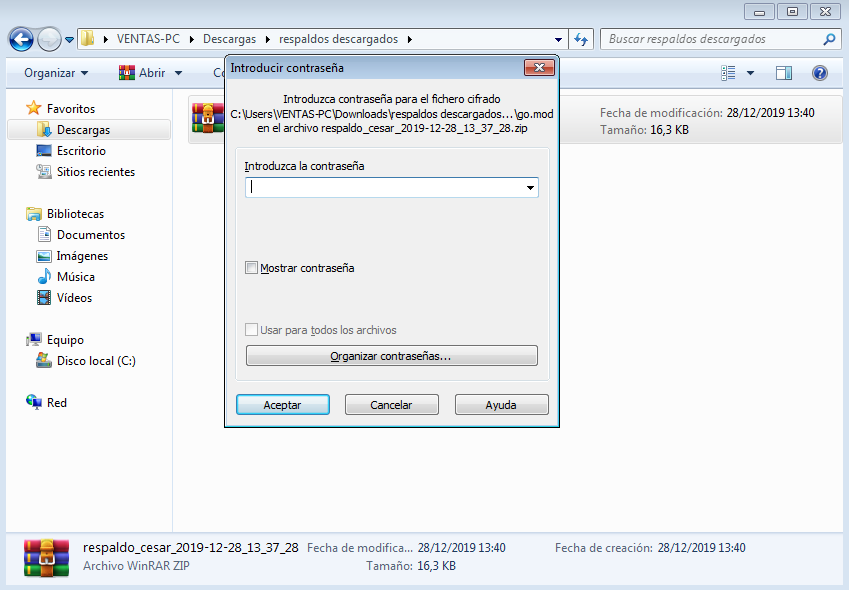 VENTAS-PC
Descargas
respaldos descargados
Buscar respaldos descargados
Organizar
Abrir
Introducir contraseña
Introduzca contraseña para el fichero cifrado
C:\Users\VENTAS-PC\Downloads\respaldos descargados...\go.mod
en el archivo respaldo_cesar_2019-12-28_13_37_28.zip
Introduzca la contraseña
Mostrar contraseña
Usar para todos los archivos
Organizar contraseñas...
Aceptar
Cancelar
Ayuda
Fecha de modificación: 28/12/2019 13:40
Tamaño: 16,3 KB
Favoritos
Descargas
Escritorio
Sitios recientes
Bibliotecas
Documentos
Imágenes
Música
Vídeos
Equipo
Disco local (C:)
Red
respaldo_cesar_2019-12-28_13_37_28
Archivo WinRAR ZIP
Fecha de modifica... 28/12/2019 13:40
Tamaño: 16,3 KB
Fecha de creación: 28/12/2019 13:40